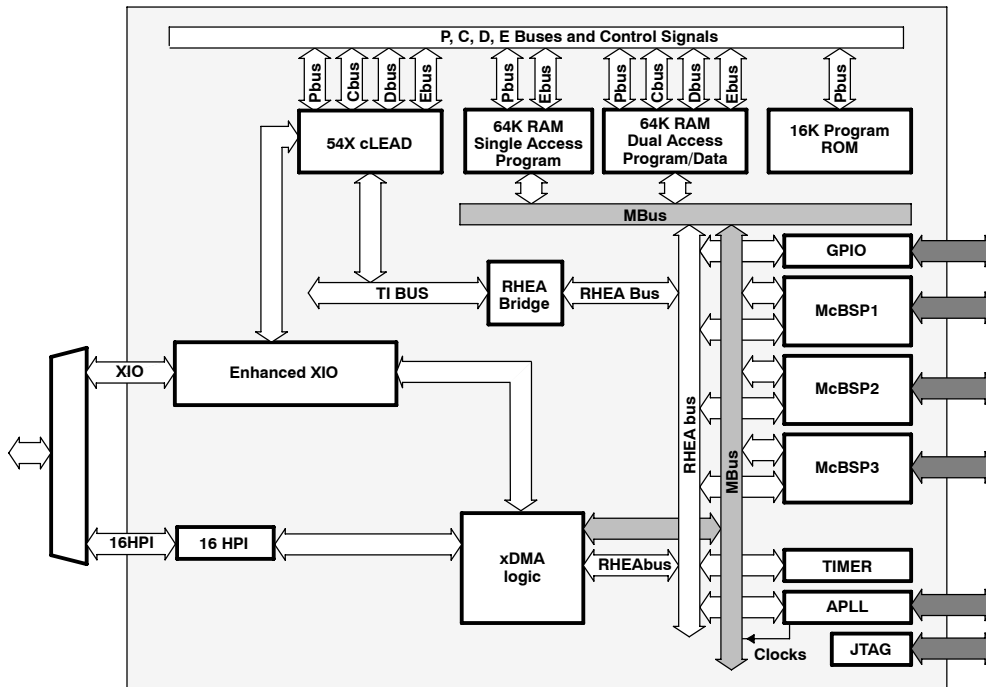 P, C, D, E Buses and Control Signals
Pbus
Cbus
Dbus
Ebus
Pbus
Ebus
Pbus
Cbus
Dbus
Ebus
Pbus
54X cLEAD
64K RAM
Single Access
Program
64K RAM
Dual Access
Program/Data
16K Program
ROM
MBus
GPIO
TI BUS
RHEA
Bridge
RHEA Bus
McBSP1
XIO
Enhanced XIO
McBSP2
RHEA bus
MBus
McBSP3
16HPI
16 HPI
xDMA
logic
RHEAbus
TIMER
APLL
Clocks
JTAG